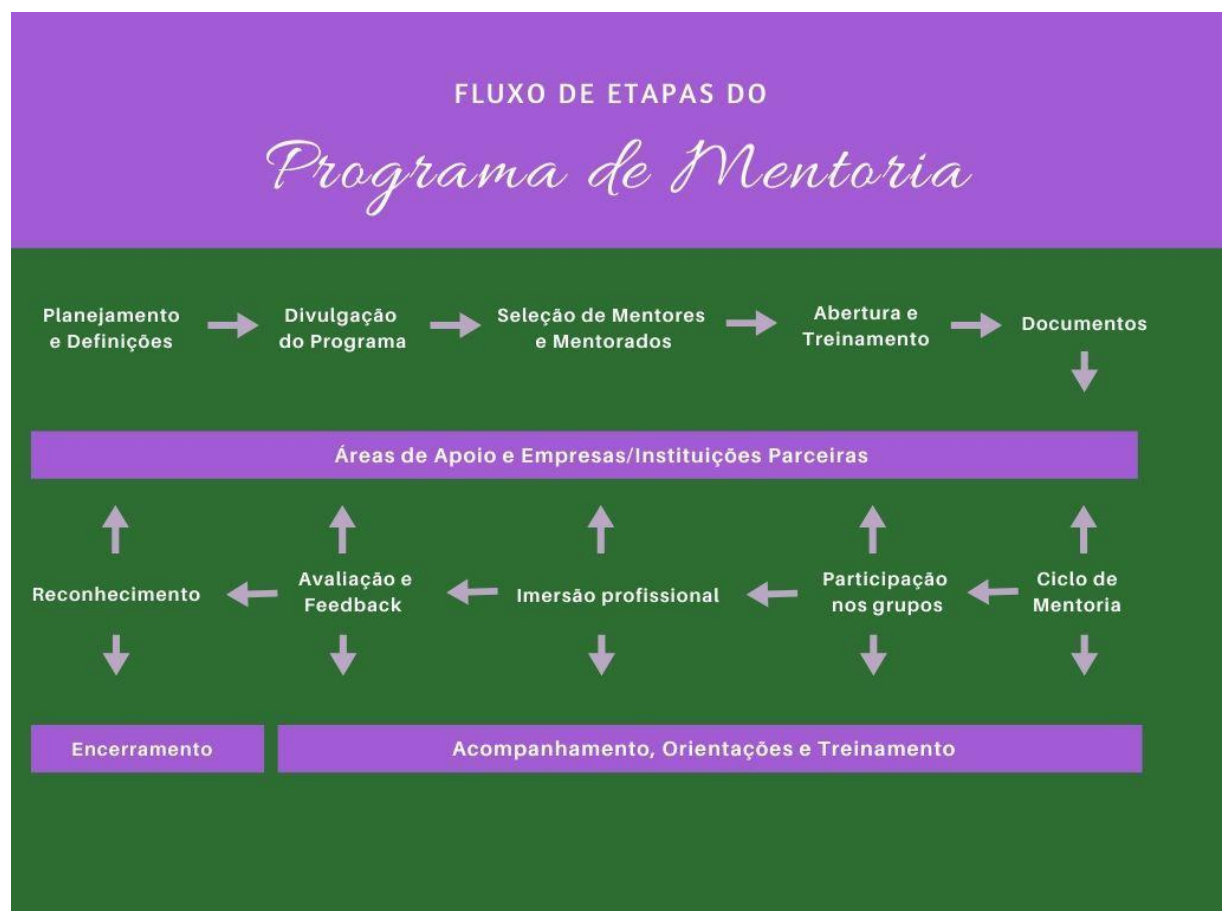 FLUXO DE ETAPAS DO
Programa de Mentoria
Planejamento
e Definições
Divulgação
do Programa
Seleção de Mentores
e Mentorados
Abertura e
Treinamento
Documentos
Áreas de Apoio e Empresas/Instituições Parceiras
Reconhecimento
Avaliação e
Feedback
Imersão profissional
Participação
nos grupos
Ciclo de
Mentoria
Encerramento
Acompanhamento, Orientações e Treinamento